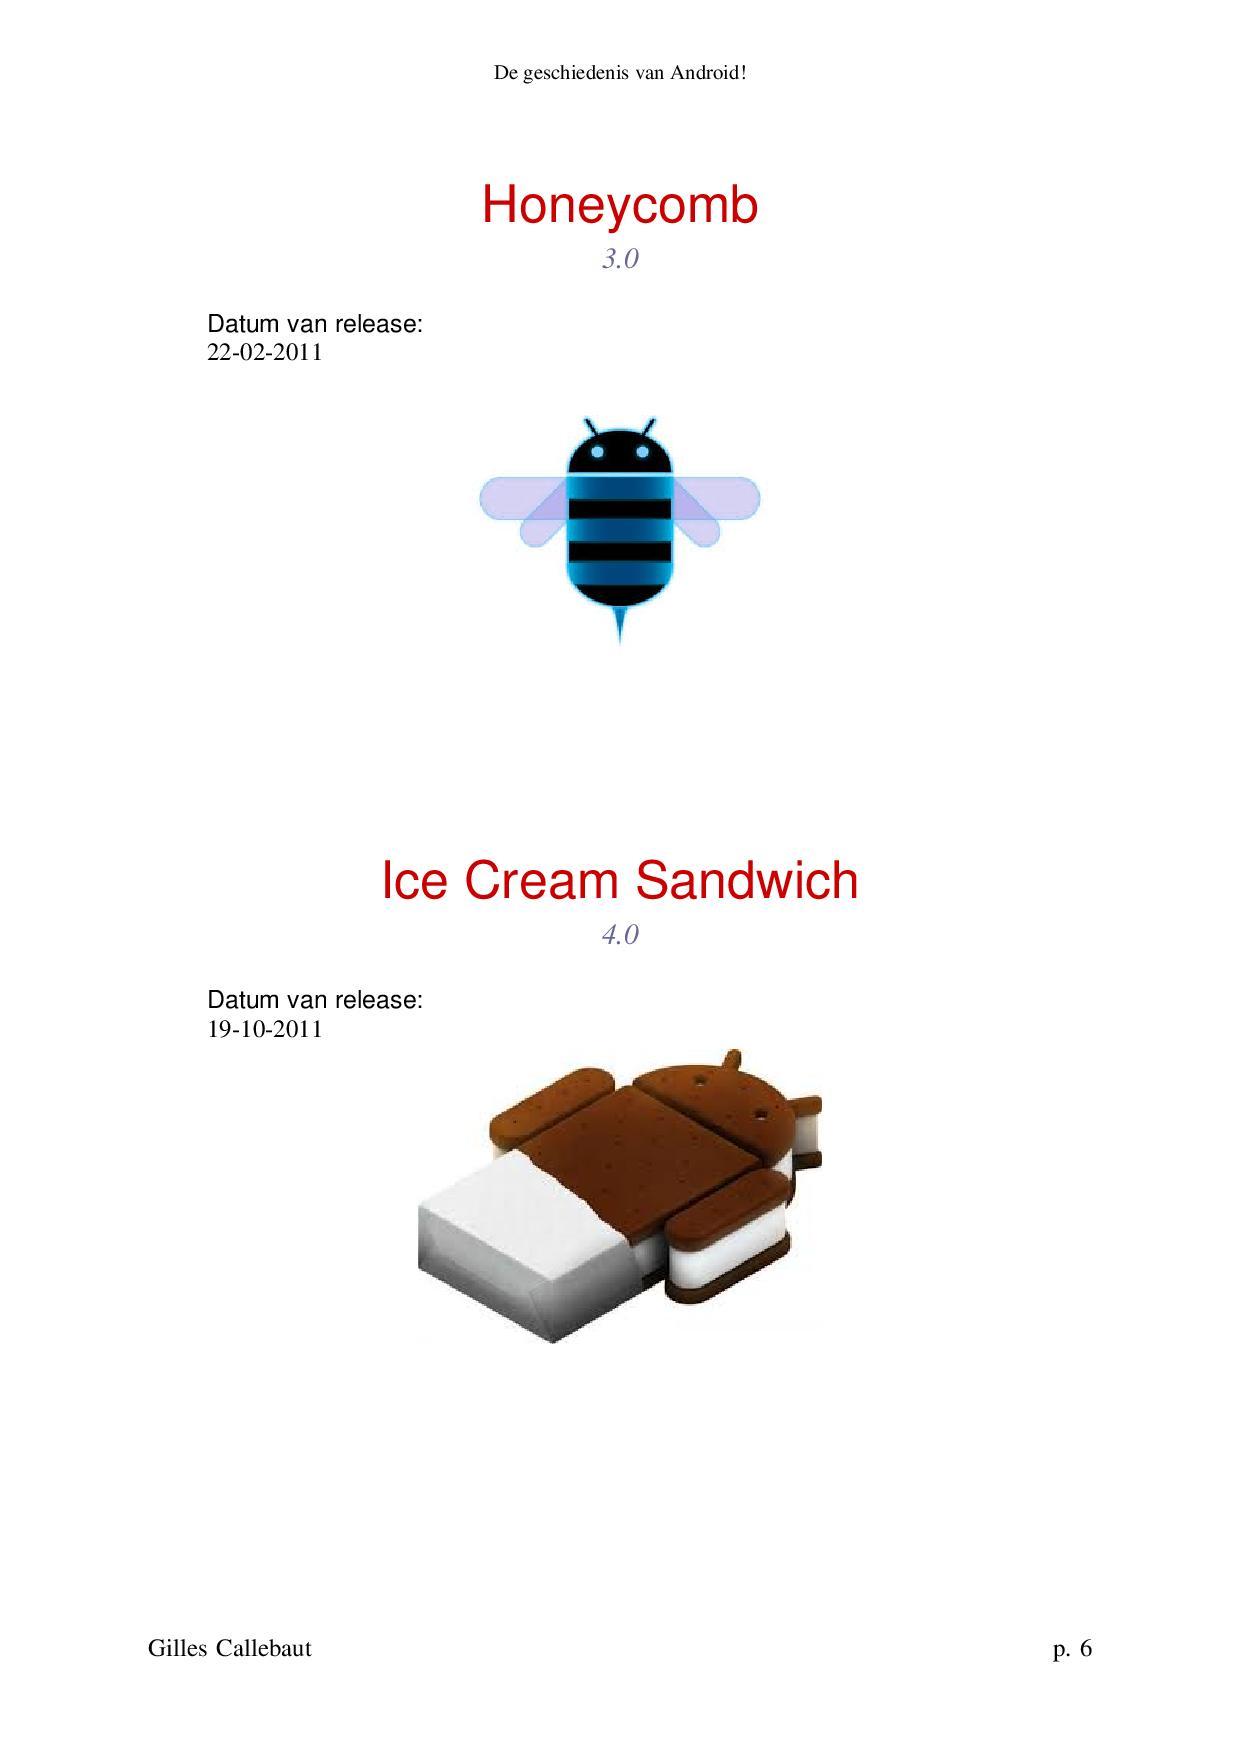 De geschiedenis van Android!
Honeycomb
3.0
Datum van release:
22-02-2011
Ice Cream Sandwich
4.0
Datum van release:
19-10-2011
Gilles Callebaut p. 6